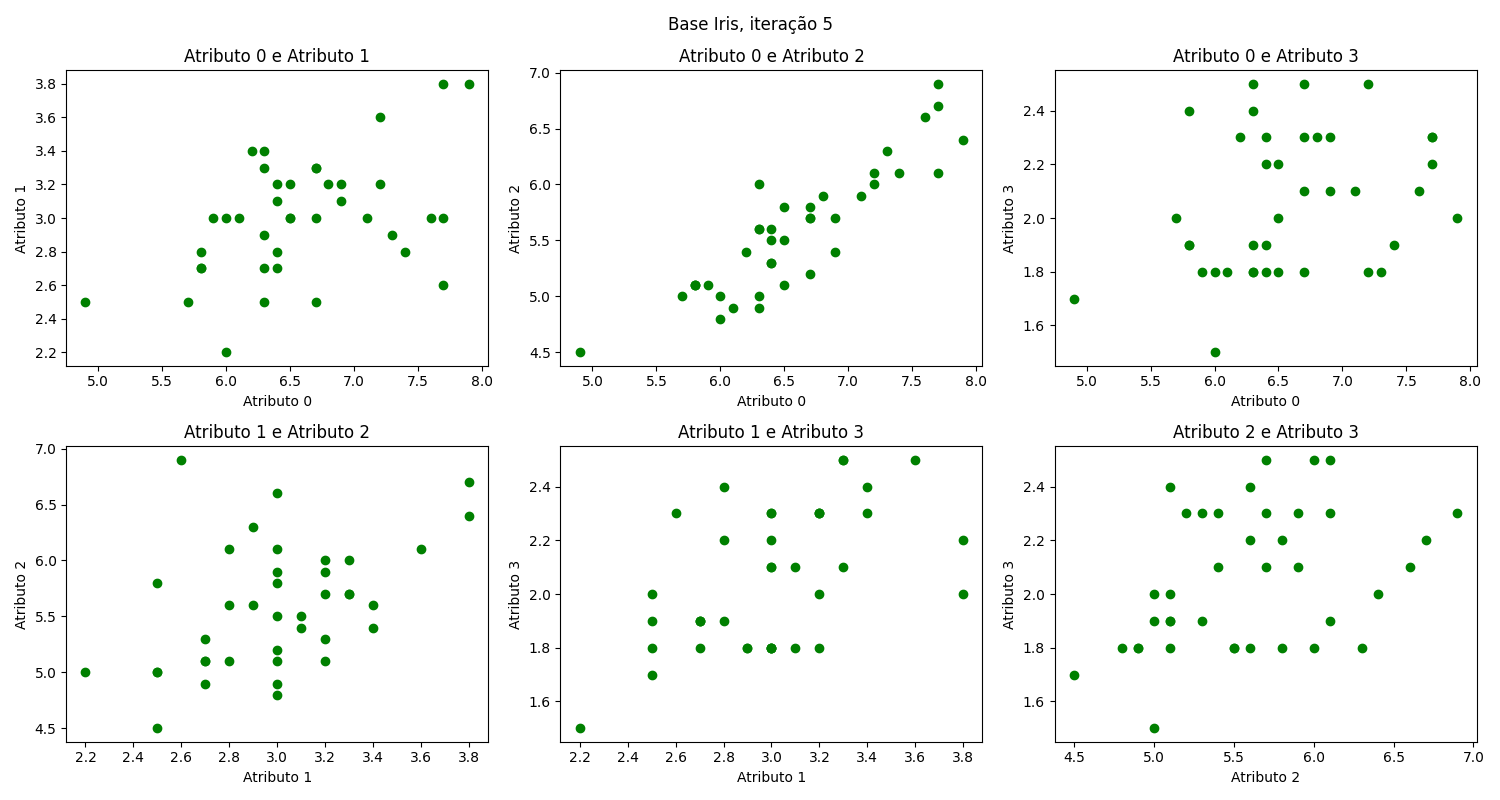 Base Iris, iteração 5
Atributo 0 e Atributo 1
3.8
3.6
3.4
3.2
3.0
2.8
2.6
2.4
2.2
Atributo 1
5.0 5.5 6.0 6.5 7.0 7.5 8.0
Atributo 0
Atributo 0 e Atributo 2
7.0
6.5
6.0
5.5
5.0
4.5
Atributo 2
5.0 5.5 6.0 6.5 7.0 7.5 8.0
Atributo 0
Atributo 0 e Atributo 3
2.4
2.2
2.0
1.8
1.6
Atributo 3
5.0 5.5 6.0 6.5 7.0 7.5 8.0
Atributo 0
Atributo 1 e Atributo 2
7.0
6.5
6.0
5.5
5.0
4.5
Atributo 2
2.2 2.4 2.6 2.8 3.0 3.2 3.4 3.6 3.8
Atributo 1
Atributo 1 e Atributo 3
2.4
2.2
2.0
1.8
1.6
Atributo 3
2.2 2.4 2.6 2.8 3.0 3.2 3.4 3.6 3.8
Atributo 1
Atributo 2 e Atributo 3
2.4
2.2
2.0
1.8
1.6
Atributo 3
4.5 5.0 5.5 6.0 6.5 7.0
Atributo 2